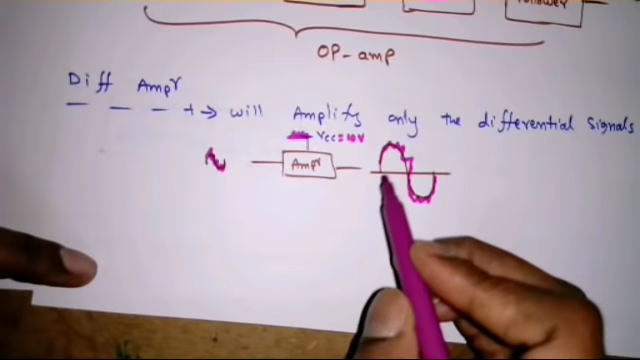 Follower
OP-amp
Diff Ampr
will Amplify only the differential signals
VCC=10V
Ampr